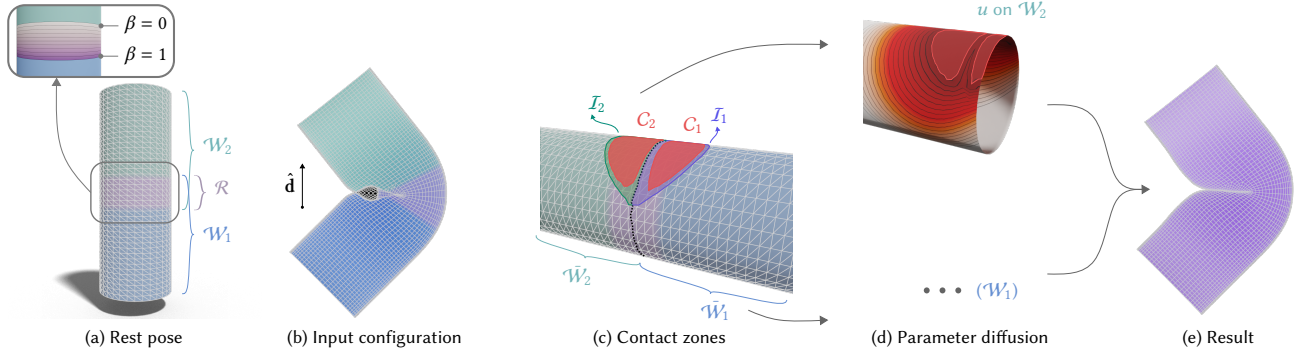 β = 0
β = 1
𝒲₂
ℛ
𝒲₁
d̂
ℐ₂
𝒞₂
𝒞₁
ℐ₁
𝒲̄₂
𝒲̄₁
u on 𝒲₂
• • • (𝒲₁)
(a) Rest pose
(b) Input configuration
(c) Contact zones
(d) Parameter diffusion
(e) Result